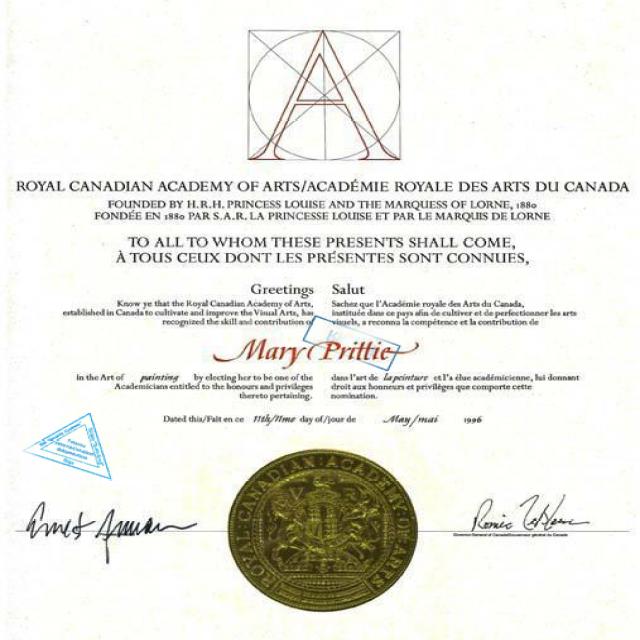 A
ROYAL CANADIAN ACADEMY OF ARTS/ACADÉMIE ROYALE DES ARTS DU CANADA
FOUNDED BY H.R.H. PRINCESS LOUISE AND THE MARQUESS OF LORNE, 1880
FONDÉE EN 1880 PAR S.A.R. LA PRINCESSE LOUISE ET PAR LE MARQUIS DE LORNE
TO ALL TO WHOM THESE PRESENTS SHALL COME,
À TOUS CEUX DONT LES PRÉSENTES SONT CONNUES,
Greetings
Know ye that the Royal Canadian Academy of Arts,
established in Canada to cultivate and improve the Visual Arts, has
recognized the skill and contribution of
Salut
Sachez que l'Académie royale des Arts du Canada,
instituée dans ce pays afin de cultiver et de perfectionner les arts
visuels, a reconnu la compétence et la contribution de
Mary Prittie
in the Art of painting by electing her to be one of the
Academicians entitled to the honours and privileges
thereto pertaining.
dans l'art de la peinture et l'a élue académicienne, lui donnant
droit aux honneurs et privilèges que comporte cette
nomination.
Dated this/Fait en ce 11th/11me day of/jour de May/mai 1996
ROYAL CANADIAN ACADEMY OF ARTS
Governor-General of Canada/Gouverneur général du Canada